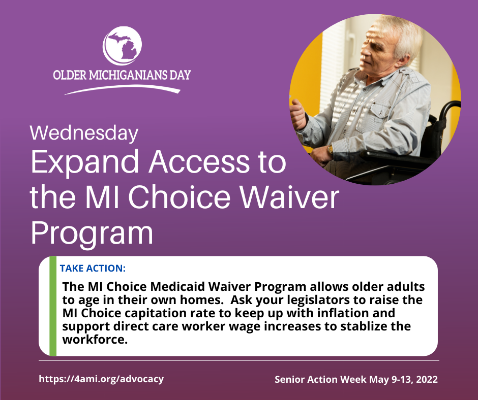 OLDER MICHIGANIANS DAY
Wednesday
Expand Access to
the MI Choice Waiver
Program
TAKE ACTION:
The MI Choice Medicaid Waiver Program allows older adults
to age in their own homes.  Ask your legislators to raise the
MI Choice capitation rate to keep up with inflation and
support direct care worker wage increases to stablize the
workforce.
https://4ami.org/advocacy
Senior Action Week May 9-13, 2022